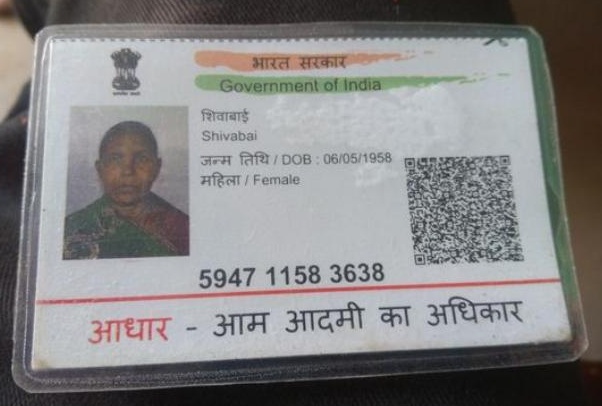 भारत सरकार
Government of India
शिवाबाई
Shivabai
जन्म तिथि / DOB : 06/05/1958
महिला / Female
5947 1158 3638
आधार - आम आदमी का अधिकार